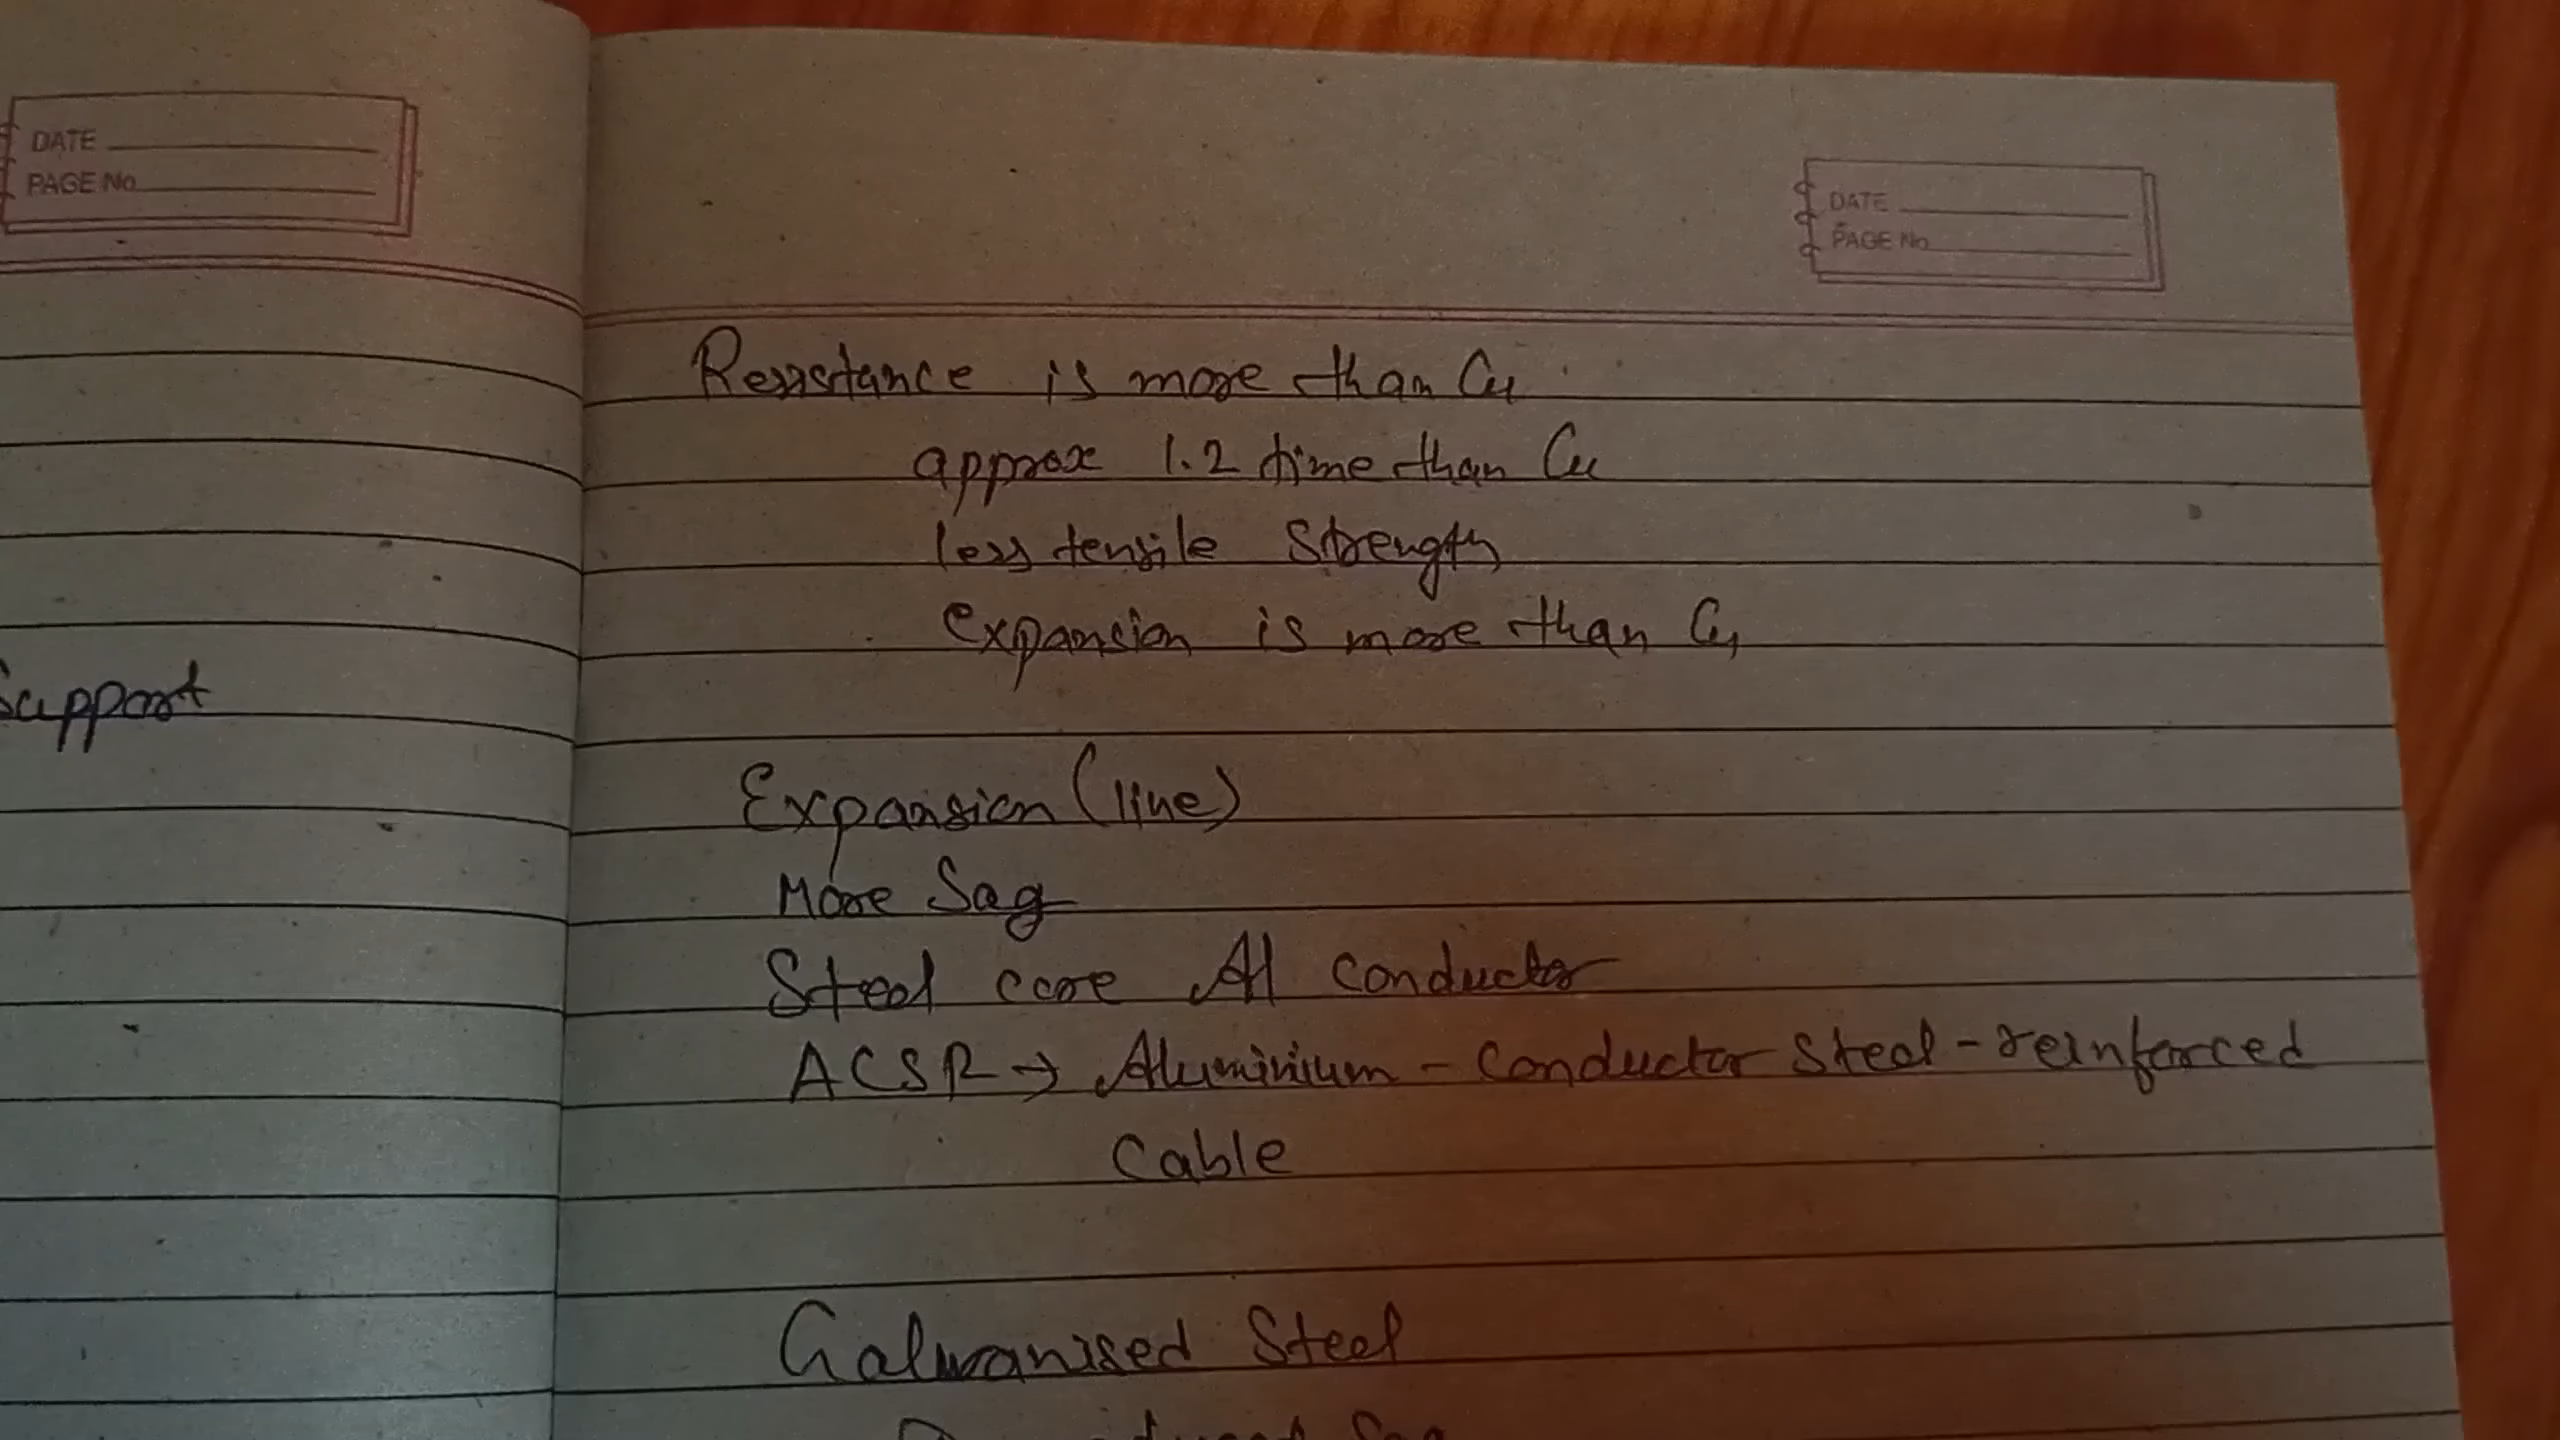 DATE
PAGE No.
Support
DATE
PAGE No.
Resistance is more than Cu
approx 1.2 time than Cu
less tensile strength
expansion is more than Cu
Expansion (line)
More Sag
Steel core Al conductor
ACSR → Aluminium - Conductor Steel - reinforced
Cable
Galvanised Steel